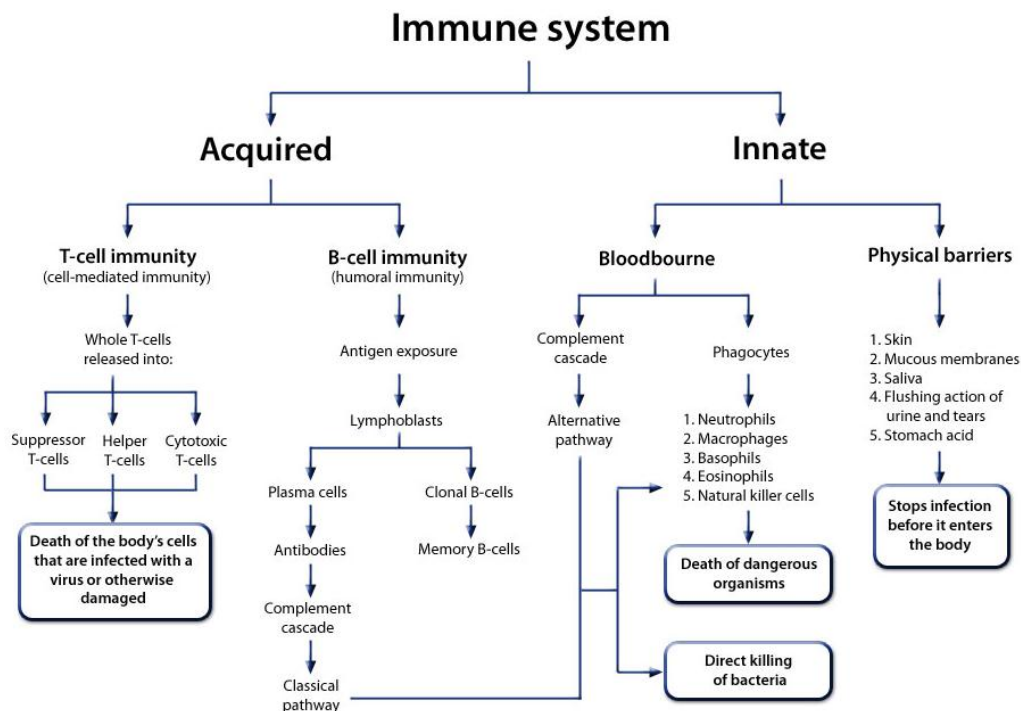 Immune system
Acquired
Innate
T-cell immunity
(cell-mediated immunity)
B-cell immunity
(humoral immunity)
Bloodbourne
Physical barriers
Whole T-cells
released into:
Suppressor
T-cells
Helper
T-cells
Cytotoxic
T-cells
Death of the body's cells
that are infected with a
virus or otherwise
damaged
Antigen exposure
Lymphoblasts
Plasma cells
Clonal B-cells
Antibodies
Memory B-cells
Complement
cascade
Classical
pathway
Complement
cascade
Alternative
pathway
Phagocytes
1. Neutrophils
2. Macrophages
3. Basophils
4. Eosinophils
5. Natural killer cells
Death of dangerous
organisms
Direct killing
of bacteria
1. Skin
2. Mucous membranes
3. Saliva
4. Flushing action of
urine and tears
5. Stomach acid
Stops infection
before it enters
the body